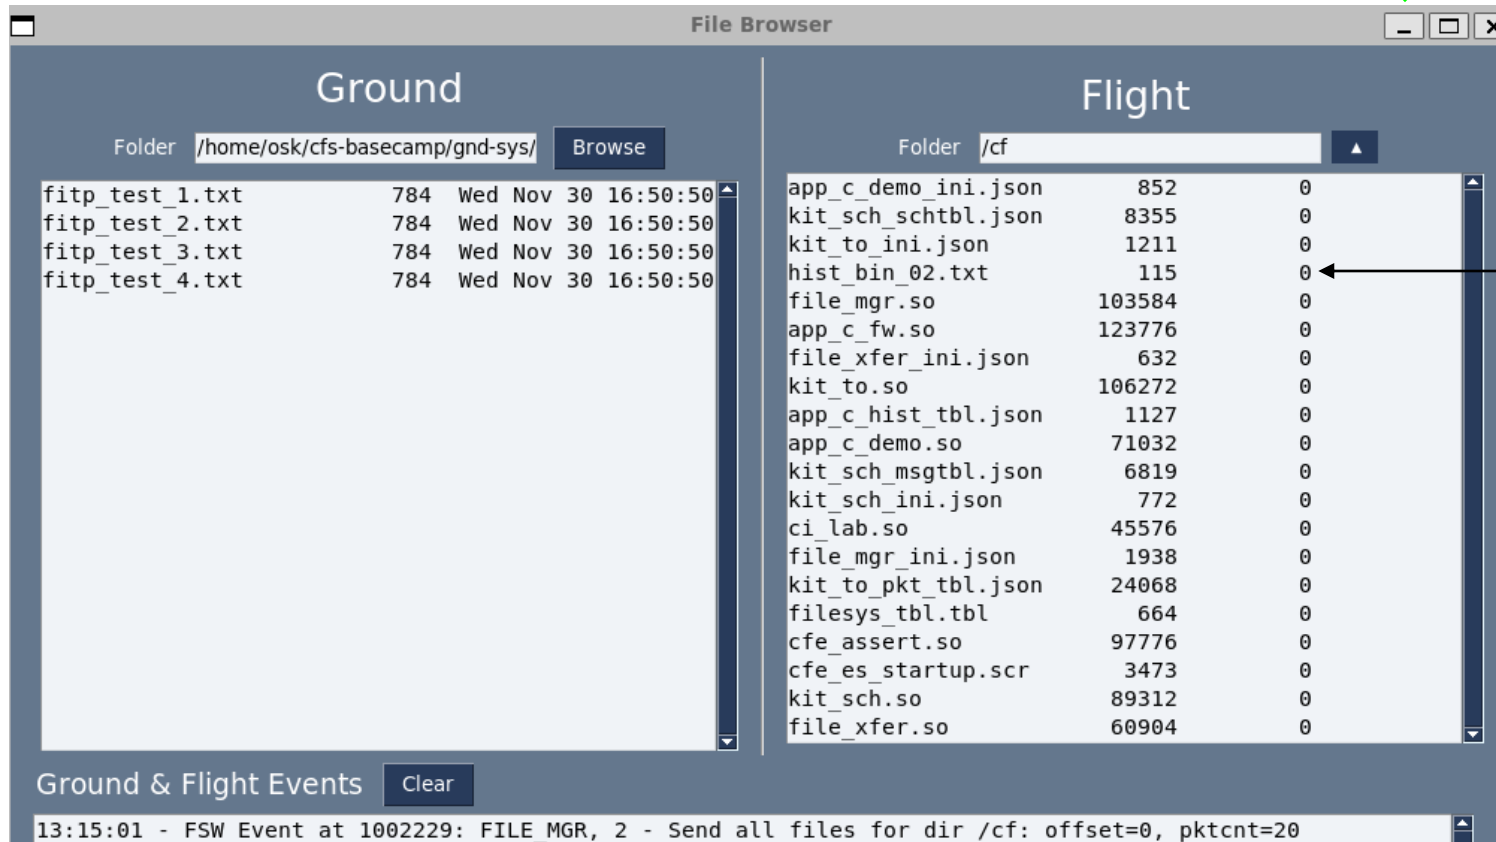 File Browser
Ground
Folder /home/osk/cfs-basecamp/gnd-sys/ Browse
fitp_test_1.txt 784 Wed Nov 30 16:50:50
fitp_test_2.txt 784 Wed Nov 30 16:50:50
fitp_test_3.txt 784 Wed Nov 30 16:50:50
fitp_test_4.txt 784 Wed Nov 30 16:50:50
Flight
Folder /cf ▲
app_c_demo_ini.json 852 0
kit_sch_schtbl.json 8355 0
kit_to_ini.json 1211 0
hist_bin_02.txt 115 0
file_mgr.so 103584 0
app_c_fw.so 123776 0
file_xfer_ini.json 632 0
kit_to.so 106272 0
app_c_hist_tbl.json 1127 0
app_c_demo.so 71032 0
kit_sch_msgtbl.json 6819 0
kit_sch_ini.json 772 0
ci_lab.so 45576 0
file_mgr_ini.json 1938 0
kit_to_pkt_tbl.json 24068 0
filesys_tbl.tbl 664 0
cfe_assert.so 97776 0
cfe_es_startup.scr 3473 0
kit_sch.so 89312 0
file_xfer.so 60904 0
Ground & Flight Events Clear
13:15:01 - FSW Event at 1002229: FILE_MGR, 2 - Send all files for dir /cf: offset=0, pktcnt=20